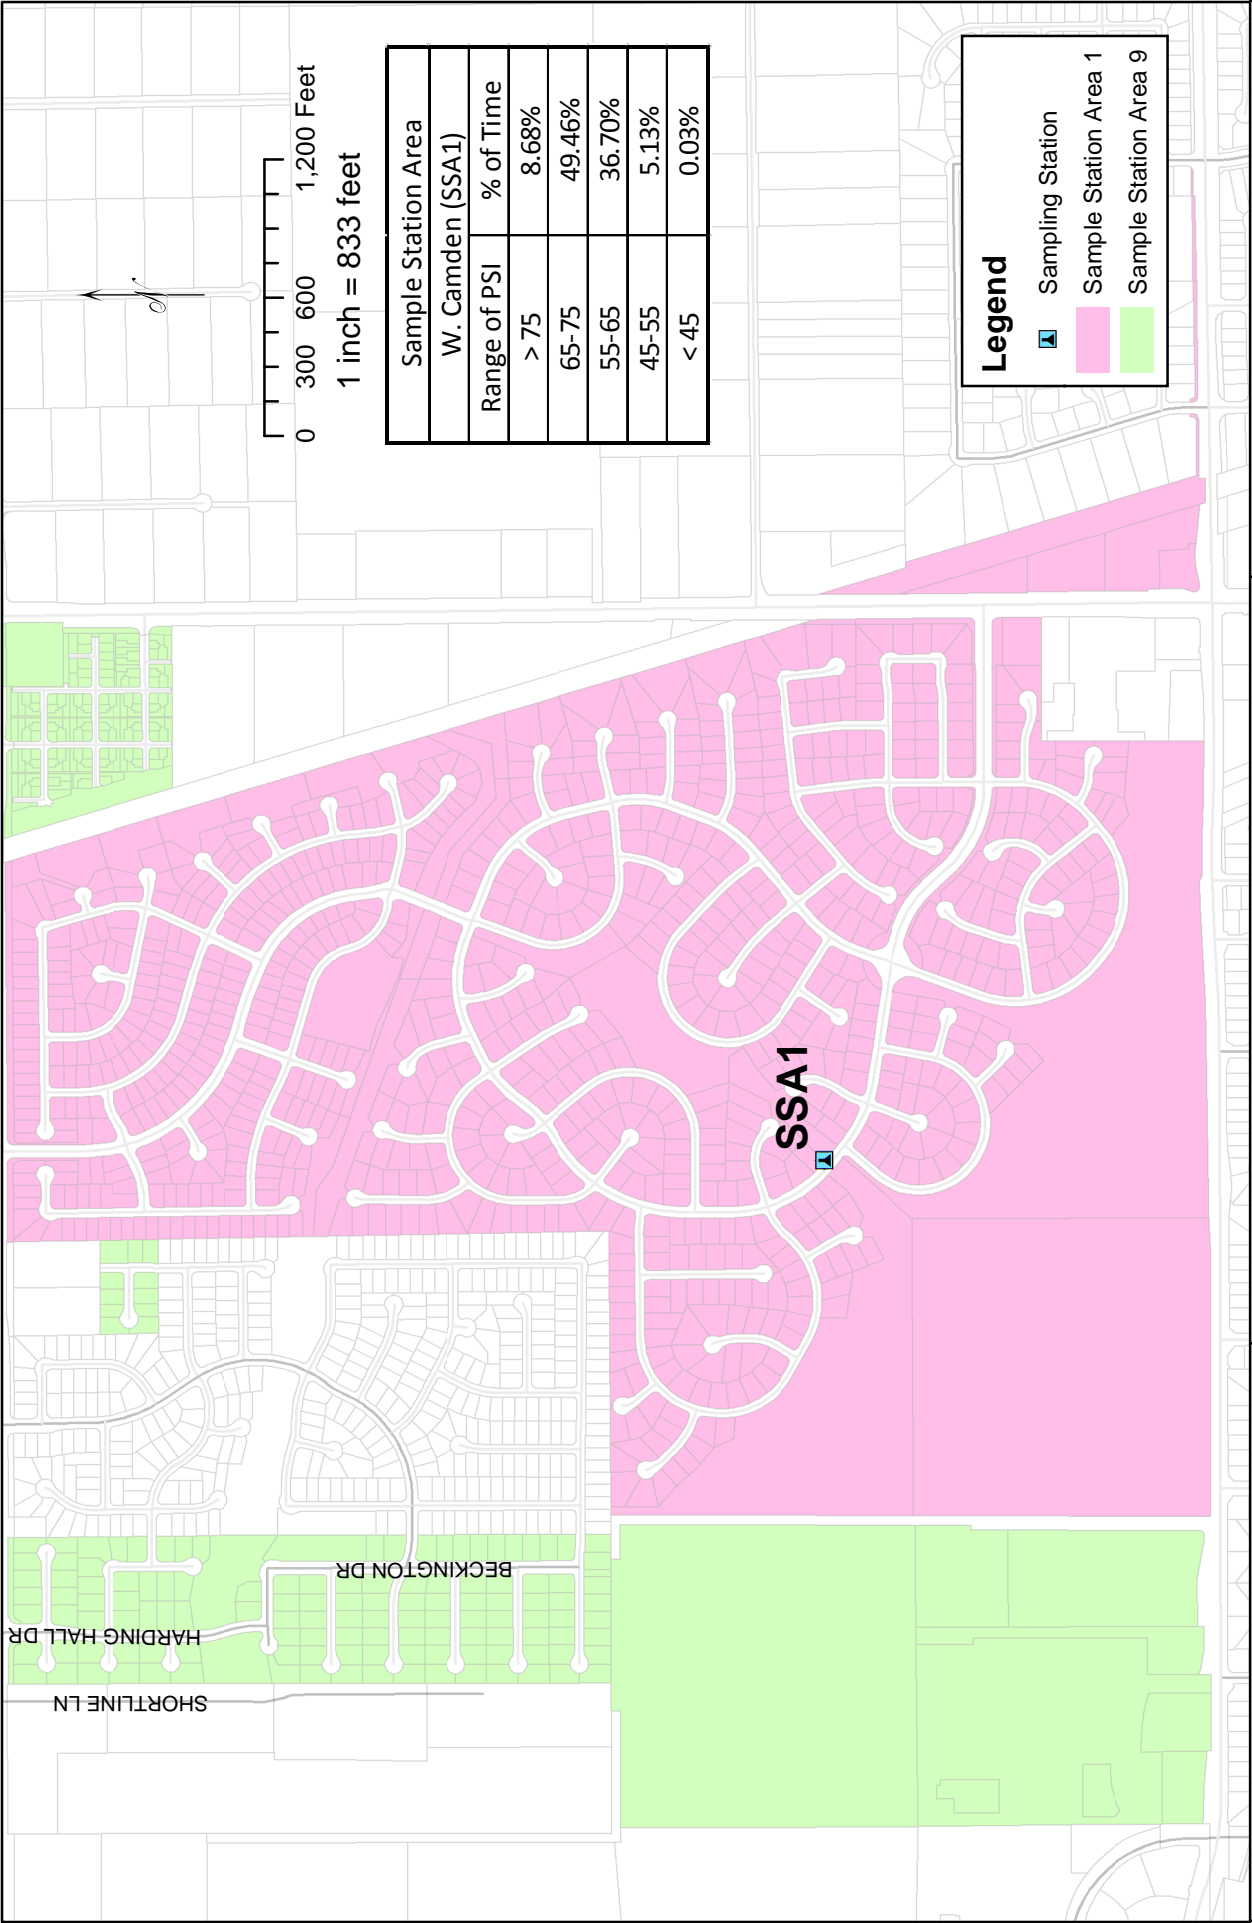 HARDING HALL DR
BECKINGTON DR
SHORTLINE LN
SSA1
0 300 600 1,200 Feet
1 inch = 833 feet
Sample Station Area
W. Camden (SSA1)
Range of PSI % of Time
> 75 8.68%
65-75 49.46%
55-65 36.70%
45-55 5.13%
< 45 0.03%
Legend
Sampling Station
Sample Station Area 1
Sample Station Area 9